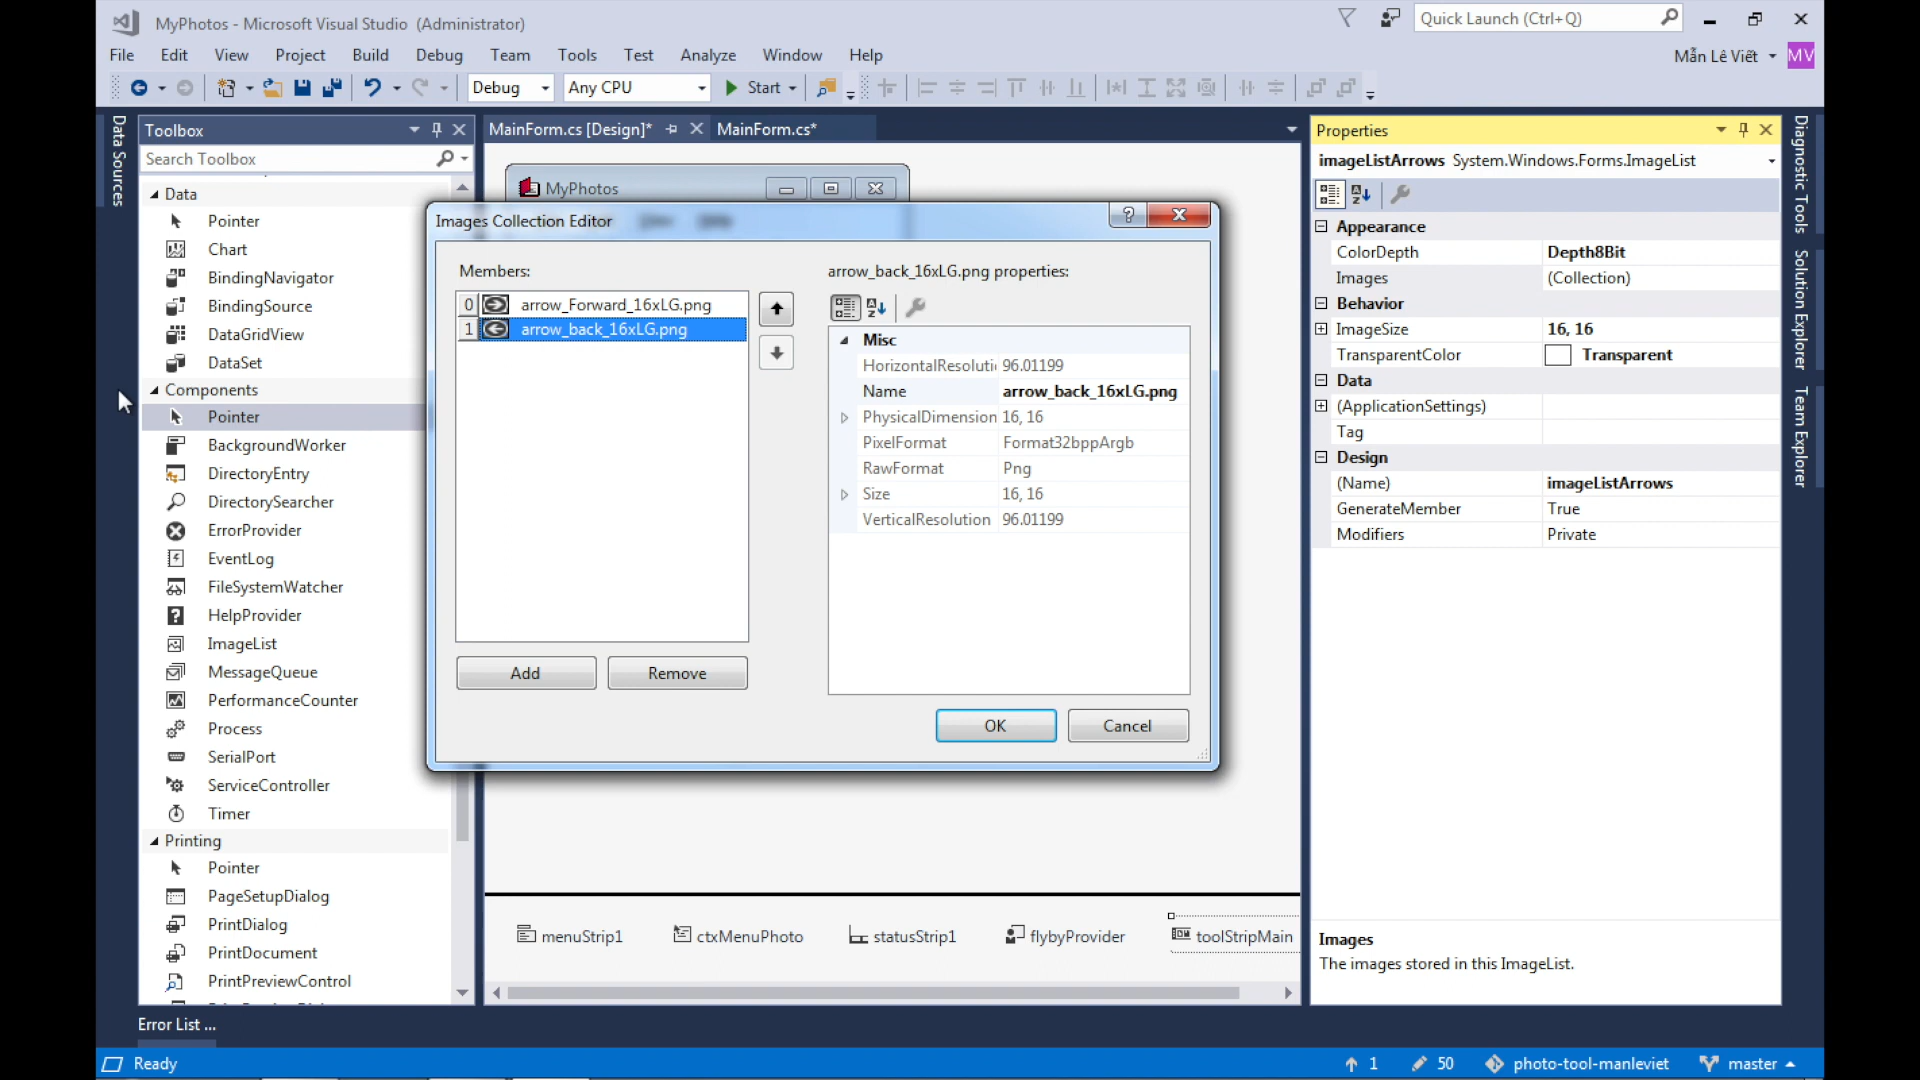 MyPhotos - Microsoft Visual Studio (Administrator)
Quick Launch (Ctrl+Q)
File Edit View Project Build Debug Team Tools Test Analyze Window Help
Mẫn Lê Viết MV
Debug Any CPU Start
Data Sources
Toolbox
Search Toolbox
Data
Pointer
Chart
BindingNavigator
BindingSource
DataGridView
DataSet
Components
Pointer
BackgroundWorker
DirectoryEntry
DirectorySearcher
ErrorProvider
EventLog
FileSystemWatcher
HelpProvider
ImageList
MessageQueue
PerformanceCounter
Process
SerialPort
ServiceController
Timer
Printing
Pointer
PageSetupDialog
PrintDialog
PrintDocument
PrintPreviewControl
MainForm.cs [Design]* MainForm.cs*
MyPhotos
Images Collection Editor
Members:
0 arrow_Forward_16xLG.png
1 arrow_back_16xLG.png
Add Remove
arrow_back_16xLG.png properties:
Misc
HorizontalResoluti 96.01199
Name arrow_back_16xLG.png
PhysicalDimension 16, 16
PixelFormat Format32bppArgb
RawFormat Png
Size 16, 16
VerticalResolution 96.01199
OK Cancel
menuStrip1 ctxMenuPhoto statusStrip1 flybyProvider toolStripMain
Properties
imageListArrows System.Windows.Forms.ImageList
Appearance
ColorDepth Depth8Bit
Images (Collection)
Behavior
ImageSize 16, 16
TransparentColor Transparent
Data
(ApplicationSettings)
Tag
Design
(Name) imageListArrows
GenerateMember True
Modifiers Private
Images
The images stored in this ImageList.
Diagnostic Tools
Solution Explorer
Team Explorer
Error List ...
Ready 1 50 photo-tool-manleviet master